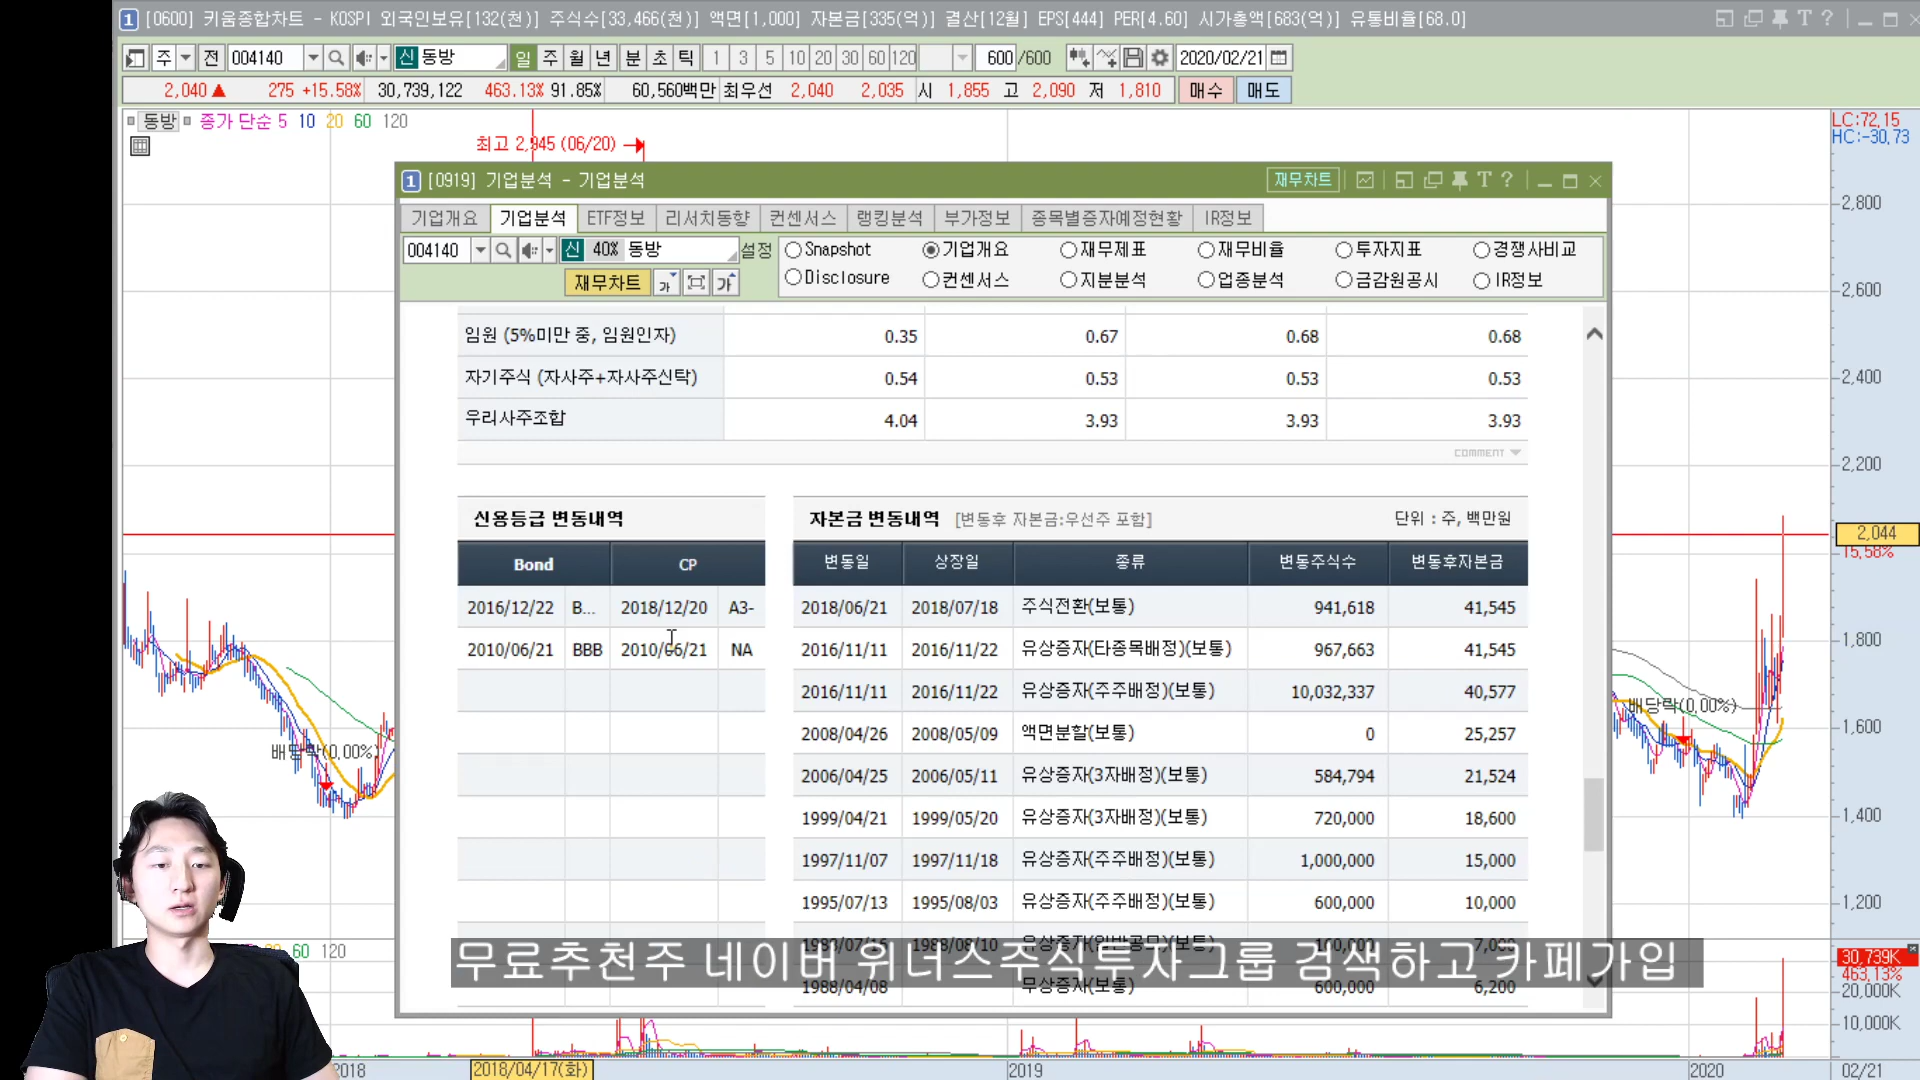 1 [0600] 키움종합차트 - KOSPI 외국인보유[132(천)] 주식수[33,466(천)] 액면[1,000] 자본금[335(억)] 결산[12월] EPS[444] PER[4.60] 시가총액[683(억)] 유통비율[68.0]
주 전 004140 신 동방 일 주 월 년 분 초 틱 1 3 5 10 20 30 60 120 600 /600 2020/02/21
2,040 ▲ 275 +15.58% 30,739,122 463.13% 91.85% 60,560백만 최우선 2,040 2,035 시 1,855 고 2,090 저 1,810 매수 매도
동방 종가 단순 5 10 20 60 120
최고 2,945 (06/20)
LC:72,15
HC:-30,73
1 [0919] 기업분석 - 기업분석 재무차트
기업개요 기업분석 ETF정보 리서치동향 컨센서스 랭킹분석 부가정보 종목별증자예정현황 IR정보
004140 신 40% 동방 설정 Snapshot 기업개요 재무제표 재무비율 투자지표 경쟁사비교
재무차트 가 가 Disclosure 컨센서스 지분분석 업종분석 금감원공시 IR정보
임원 (5%미만 중, 임원인자) 0.35 0.67 0.68 0.68
자기주식 (자사주+자사주신탁) 0.54 0.53 0.53 0.53
우리사주조합 4.04 3.93 3.93 3.93
COMMENT
신용등급 변동내역
Bond CP
2016/12/22 B... 2018/12/20 A3-
2010/06/21 BBB 2010/06/21 NA
자본금 변동내역 [변동후 자본금:우선주 포함] 단위 : 주, 백만원
변동일 상장일 종류 변동주식수 변동후자본금
2018/06/21 2018/07/18 주식전환(보통) 941,618 41,545
2016/11/11 2016/11/22 유상증자(타종목배정)(보통) 967,663 41,545
2016/11/11 2016/11/22 유상증자(주주배정)(보통) 10,032,337 40,577
2008/04/26 2008/05/09 액면분할(보통) 0 25,257
2006/04/25 2006/05/11 유상증자(3자배정)(보통) 584,794 21,524
1999/04/21 1999/05/20 유상증자(3자배정)(보통) 720,000 18,600
1997/11/07 1997/11/18 유상증자(주주배정)(보통) 1,000,000 15,000
1995/07/13 1995/08/03 유상증자(주주배정)(보통) 600,000 10,000
1988/04/08 무상증자(보통) 600,000 6,200
무료추천주 네이버 위너스주식투자그룹 검색하고 카페가입
배당락(0,00%)
배당락(0,00%)
2,800
2,600
2,400
2,200
2,044
15,58%
1,800
1,600
1,400
1,200
60 120
30,739K
463,13%
20,000K
10,000K
2018 2018/04/17(화) 2019 2020 02/21